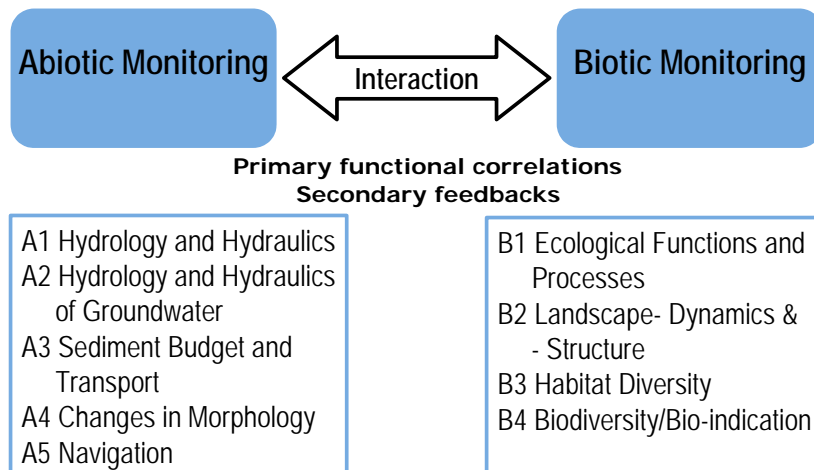 Abiotic Monitoring
Interaction
Biotic Monitoring
Primary functional correlations
Secondary feedbacks
A1 Hydrology and Hydraulics
A2 Hydrology and Hydraulics
of Groundwater
A3 Sediment Budget and
Transport
A4 Changes in Morphology
A5 Navigation
B1 Ecological Functions and
Processes
B2 Landscape- Dynamics &
- Structure
B3 Habitat Diversity
B4 Biodiversity/Bio-indication